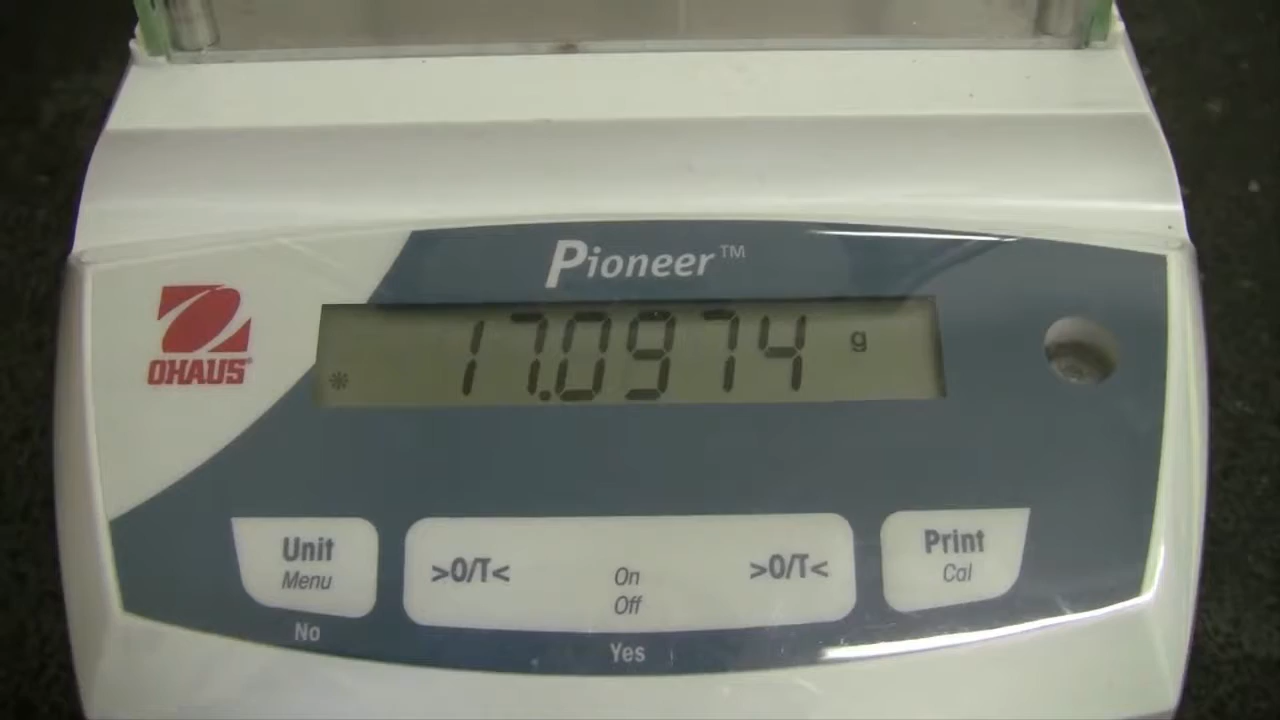 Pioneer™
OHAUS®
* 17.0974 g
Unit
Menu
No
>0/T<
On
Off
>0/T<
Yes
Print
Cal